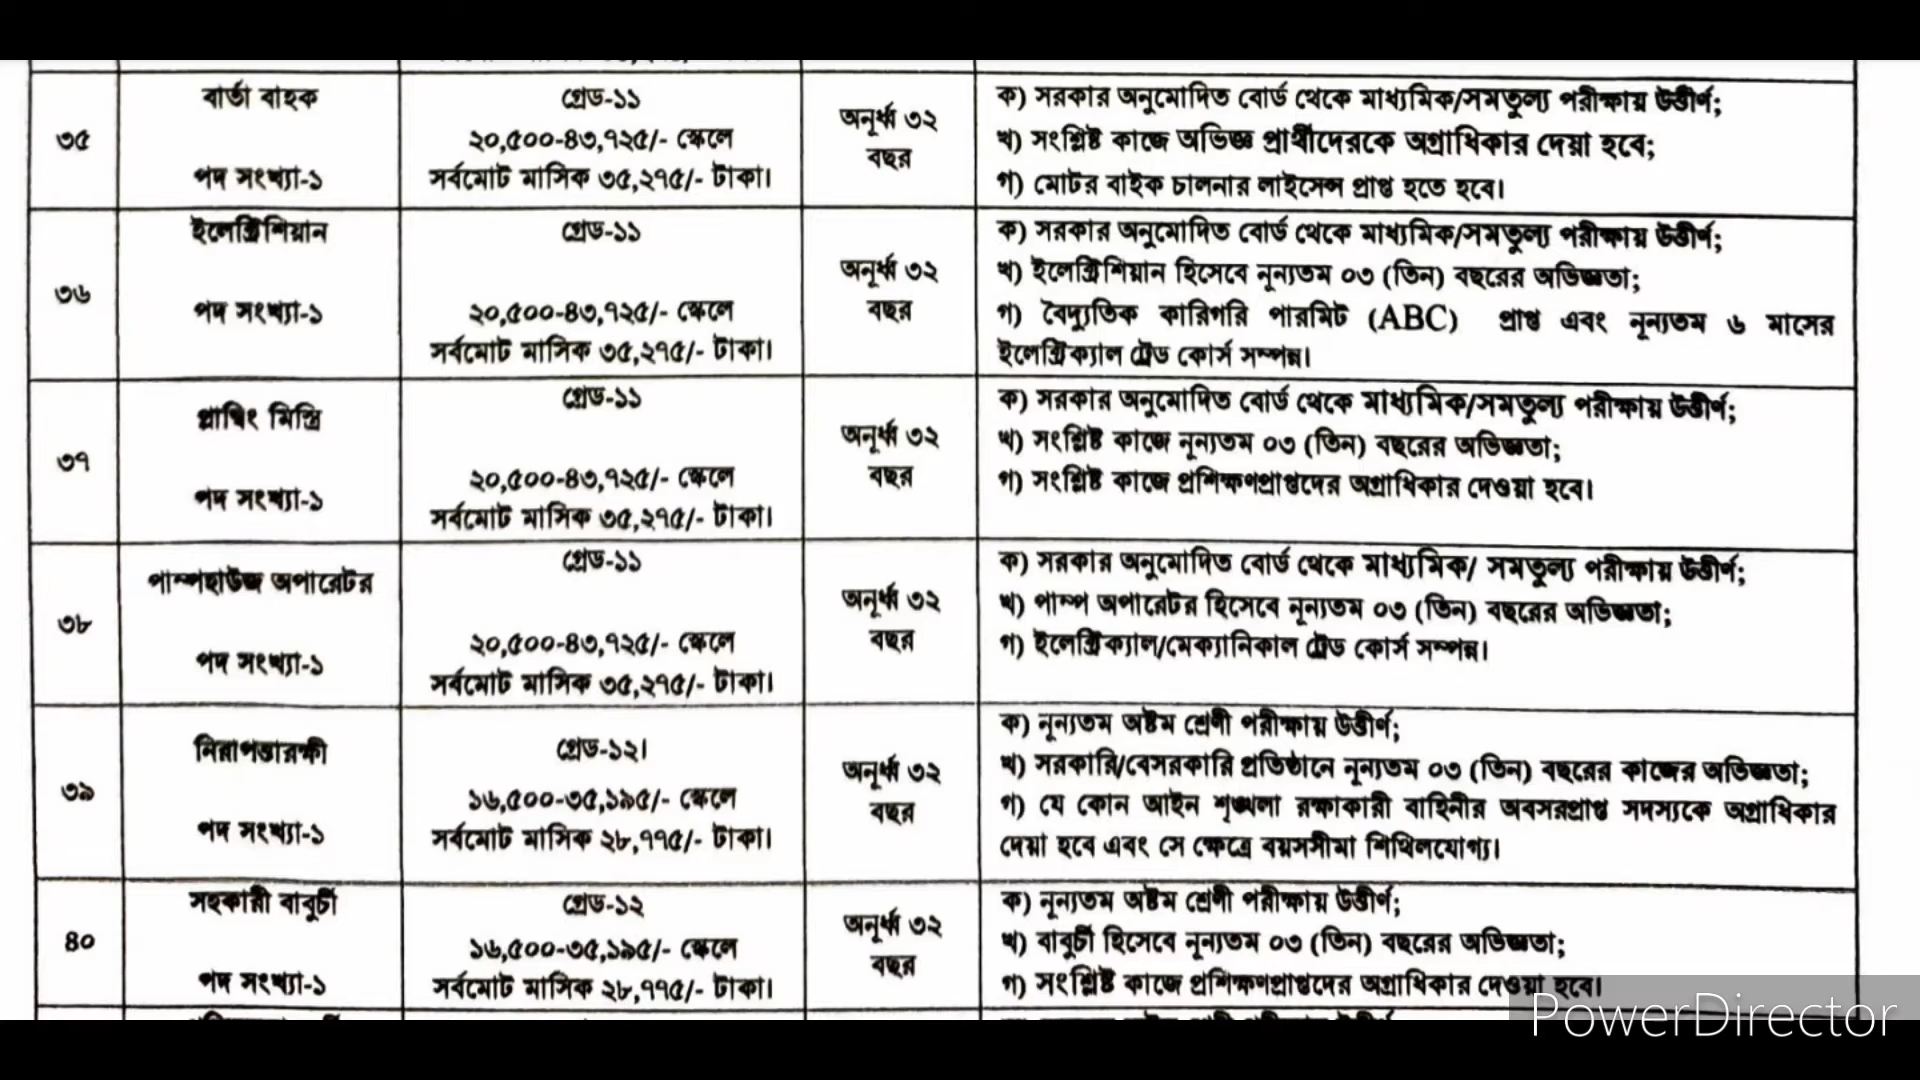 ৩৫
বার্তা বাহক
পদ সংখ্যা-১
গ্রেড-১১
২০,৫০০-৪৩,৭২৫/- স্কেলে
সর্বমোট মাসিক ৩৫,২৭৫/- টাকা।
অনূর্ধ্ব ৩২
বছর
ক) সরকার অনুমোদিত বোর্ড থেকে মাধ্যমিক/সমতুল্য পরীক্ষায় উত্তীর্ণ;
খ) সংশ্লিষ্ট কাজে অভিজ্ঞ প্রার্থীদেরকে অগ্রাধিকার দেয়া হবে;
গ) মোটর বাইক চালনার লাইসেন্স প্রাপ্ত হতে হবে।
৩৬
ইলেক্ট্রিশিয়ান
পদ সংখ্যা-১
গ্রেড-১১
২০,৫০০-৪৩,৭২৫/- স্কেলে
সর্বমোট মাসিক ৩৫,২৭৫/- টাকা।
অনূর্ধ্ব ৩২
বছর
ক) সরকার অনুমোদিত বোর্ড থেকে মাধ্যমিক/সমতুল্য পরীক্ষায় উত্তীর্ণ;
খ) ইলেক্ট্রিশিয়ান হিসেবে নূন্যতম ০৩ (তিন) বছরের অভিজ্ঞতা;
গ) বৈদ্যুতিক কারিগরি পারমিট (ABC) প্রাপ্ত এবং নূন্যতম ৬ মাসের
ইলেক্ট্রিক্যাল ট্রেড কোর্স সম্পন্ন।
৩৭
প্লাম্বিং মিস্ত্রি
পদ সংখ্যা-১
গ্রেড-১১
২০,৫০০-৪৩,৭২৫/- স্কেলে
সর্বমোট মাসিক ৩৫,২৭৫/- টাকা।
অনূর্ধ্ব ৩২
বছর
ক) সরকার অনুমোদিত বোর্ড থেকে মাধ্যমিক/সমতুল্য পরীক্ষায় উত্তীর্ণ;
খ) সংশ্লিষ্ট কাজে নূন্যতম ০৩ (তিন) বছরের অভিজ্ঞতা;
গ) সংশ্লিষ্ট কাজে প্রশিক্ষণপ্রাপ্তদের অগ্রাধিকার দেওয়া হবে।
৩৮
পাম্পহাউজ অপারেটর
পদ সংখ্যা-১
গ্রেড-১১
২০,৫০০-৪৩,৭২৫/- স্কেলে
সর্বমোট মাসিক ৩৫,২৭৫/- টাকা।
অনূর্ধ্ব ৩২
বছর
ক) সরকার অনুমোদিত বোর্ড থেকে মাধ্যমিক/ সমতুল্য পরীক্ষায় উত্তীর্ণ;
খ) পাম্প অপারেটর হিসেবে নূন্যতম ০৩ (তিন) বছরের অভিজ্ঞতা;
গ) ইলেক্ট্রিক্যাল/মেক্যানিকাল ট্রেড কোর্স সম্পন্ন।
৩৯
নিরাপত্তারক্ষী
পদ সংখ্যা-১
গ্রেড-১২।
১৬,৫০০-৩৫,১৯৫/- স্কেলে
সর্বমোট মাসিক ২৮,৭৭৫/- টাকা।
অনূর্ধ্ব ৩২
বছর
ক) নূন্যতম অষ্টম শ্রেণী পরীক্ষায় উত্তীর্ণ;
খ) সরকারি/বেসরকারি প্রতিষ্ঠানে নূন্যতম ০৩ (তিন) বছরের কাজের অভিজ্ঞতা;
গ) যে কোন আইন শৃঙ্খলা রক্ষাকারী বাহিনীর অবসরপ্রাপ্ত সদস্যকে অগ্রাধিকার
দেয়া হবে এবং সে ক্ষেত্রে বয়সসীমা শিথিলযোগ্য।
৪০
সহকারী বাবুর্চী
পদ সংখ্যা-১
গ্রেড-১২
১৬,৫০০-৩৫,১৯৫/- স্কেলে
সর্বমোট মাসিক ২৮,৭৭৫/- টাকা।
অনূর্ধ্ব ৩২
বছর
ক) নূন্যতম অষ্টম শ্রেণী পরীক্ষায় উত্তীর্ণ;
খ) বাবুর্চী হিসেবে নূন্যতম ০৩ (তিন) বছরের অভিজ্ঞতা;
গ) সংশ্লিষ্ট কাজে প্রশিক্ষণপ্রাপ্তদের অগ্রাধিকার দেওয়া হবে।
PowerDirector